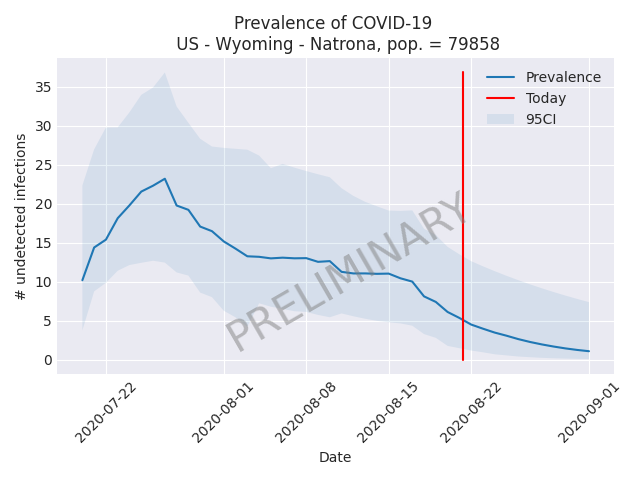 Prevalence of COVID-19
US - Wyoming - Natrona, pop. = 79858
# undetected infections
35
30
25
20
15
10
5
0
Prevalence
Today
95CI
PRELIMINARY
2020-07-22
2020-08-01
2020-08-08
2020-08-15
2020-08-22
2020-09-01
Date